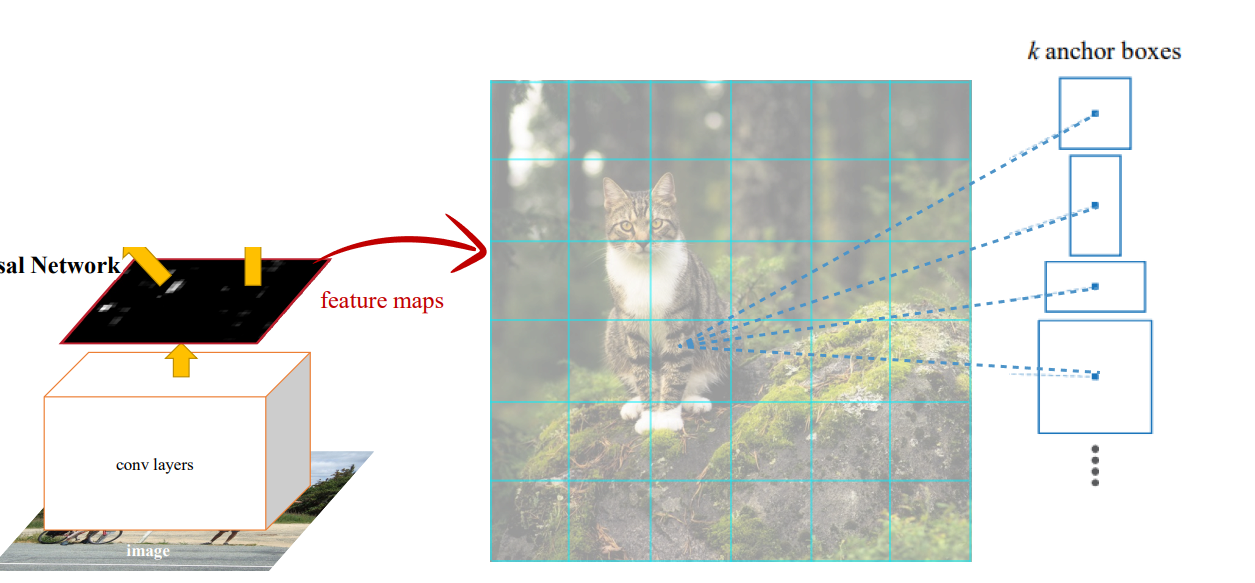 k anchor boxes
sal Network
feature maps
conv layers
image